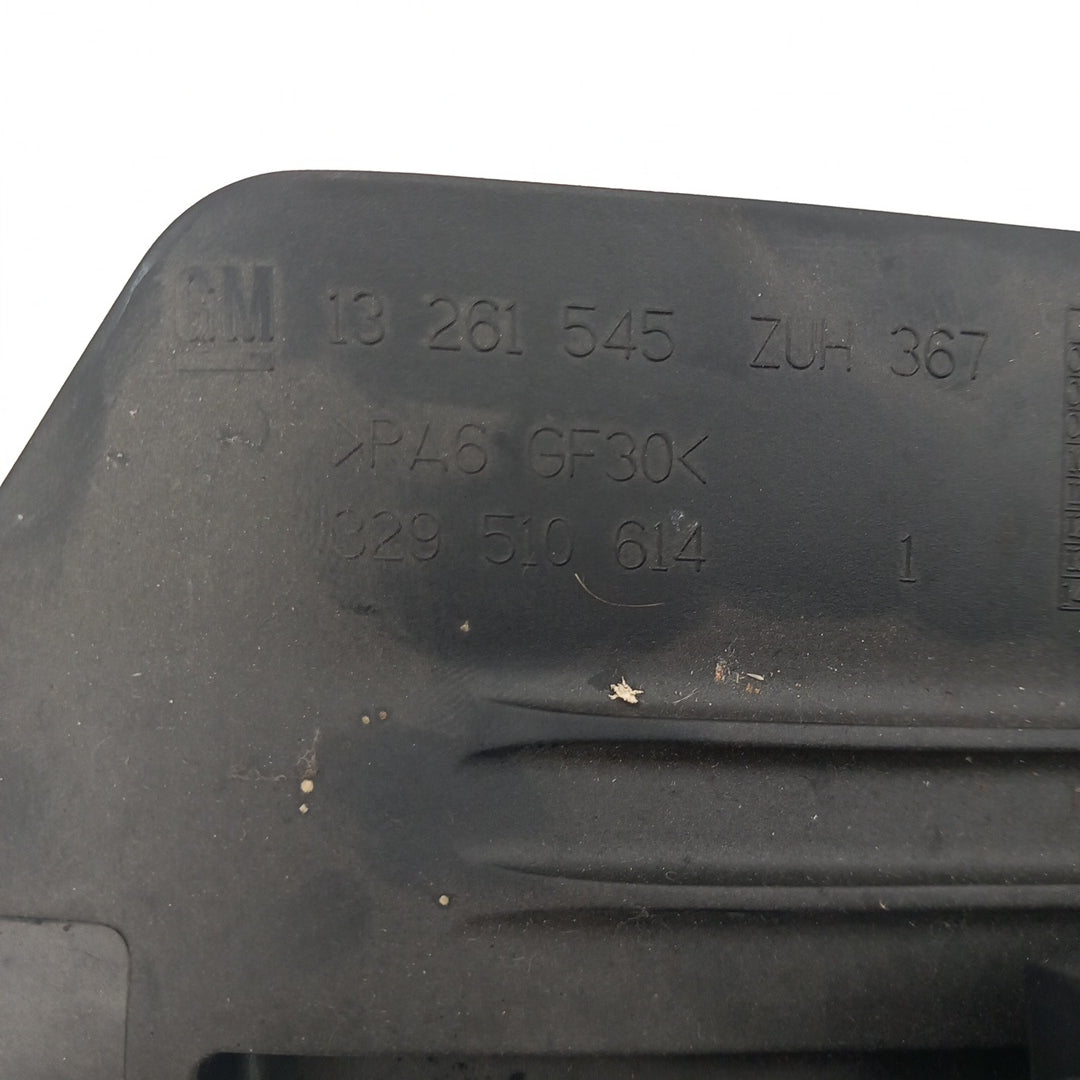 GM 13 261 545 ZUH 367
>PA6 GF30<
329 510 614 1